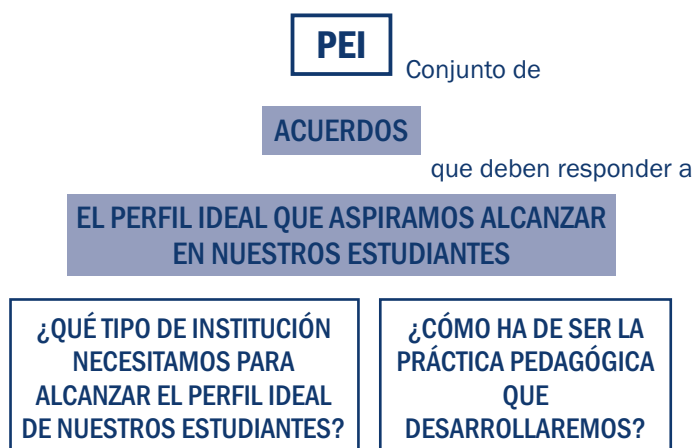 PEI
Conjunto de
ACUERDOS
que deben responder a
EL PERFIL IDEAL QUE ASPIRAMOS ALCANZAR
EN NUESTROS ESTUDIANTES
¿QUÉ TIPO DE INSTITUCIÓN
NECESITAMOS PARA
ALCANZAR EL PERFIL IDEAL
DE NUESTROS ESTUDIANTES?
¿CÓMO HA DE SER LA
PRÁCTICA PEDAGÓGICA
QUE
DESARROLLAREMOS?